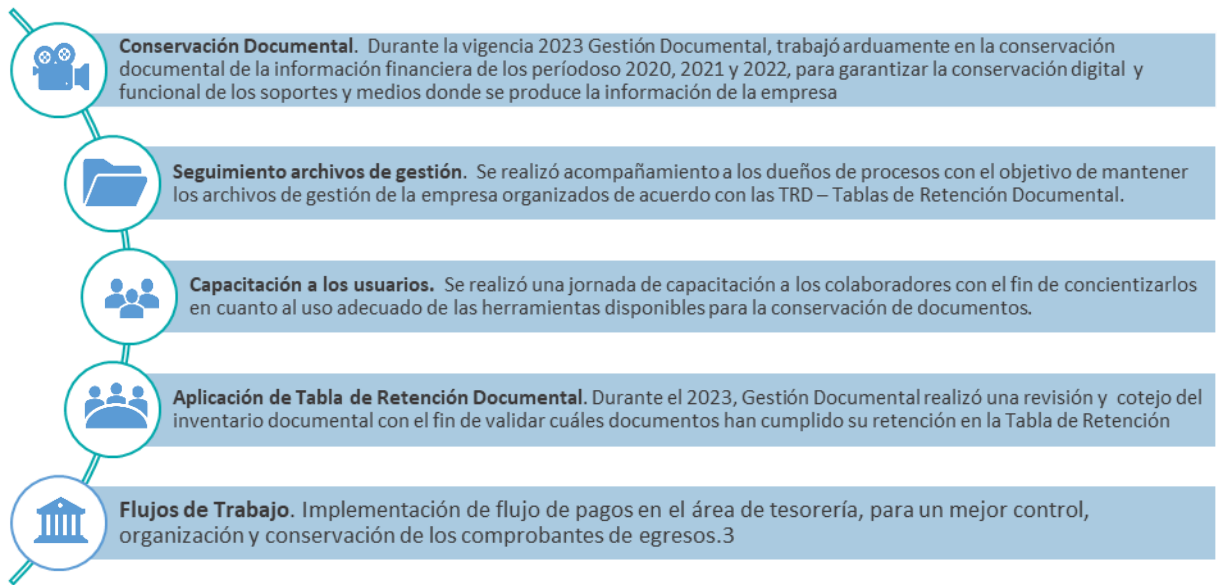 Conservación Documental. Durante la vigencia 2023 Gestión Documental, trabajó arduamente en la conservación
documental de la información financiera de los períodoso 2020, 2021 y 2022, para garantizar la conservación digital y
funcional de los soportes y medios donde se produce la información de la empresa
Seguimiento archivos de gestión. Se realizó acompañamiento a los dueños de procesos con el objetivo de mantener
los archivos de gestión de la empresa organizados de acuerdo con las TRD – Tablas de Retención Documental.
Capacitación a los usuarios. Se realizó una jornada de capacitación a los colaboradores con el fin de concientizarlos
en cuanto al uso adecuado de las herramientas disponibles para la conservación de documentos.
Aplicación de Tabla de Retención Documental. Durante el 2023, Gestión Documental realizó una revisión y cotejo del
inventario documental con el fin de validar cuáles documentos han cumplido su retención en la Tabla de Retención
Flujos de Trabajo. Implementación de flujo de pagos en el área de tesorería, para un mejor control,
organización y conservación de los comprobantes de egresos.3